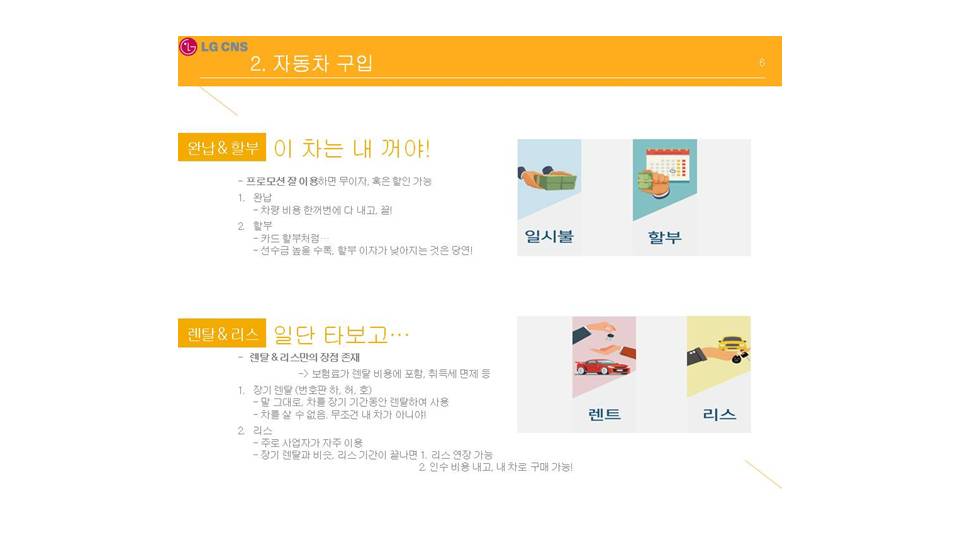 LG CNS
2. 자동차 구입
6
완납 & 할부
이 차는 내 꺼야!
- 프로모션 잘 이용하면 무이자, 혹은 할인 가능
1. 완납
- 차량 비용 한꺼번에 다 내고, 끝!
2. 할부
- 카드 할부처럼…
- 선수금 높을 수록, 할부 이자가 낮아지는 것은 당연!
일시불
할부
렌탈 & 리스
일단 타보고…
- 렌탈 & 리스만의 장점 존재
-> 보험료가 렌탈 비용에 포함, 취득세 면제 등
1. 장기 렌탈 (번호판 하, 허, 호)
- 말 그대로, 차를 장기 기간동안 렌탈하여 사용
- 차를 살 수 없음. 무조건 내 차가 아니야!
2. 리스
- 주로 사업자가 자주 이용
- 장기 렌탈과 비슷, 리스 기간이 끝나면 1. 리스 연장 가능
2. 인수 비용 내고, 내 차로 구매 가능!
렌트
리스